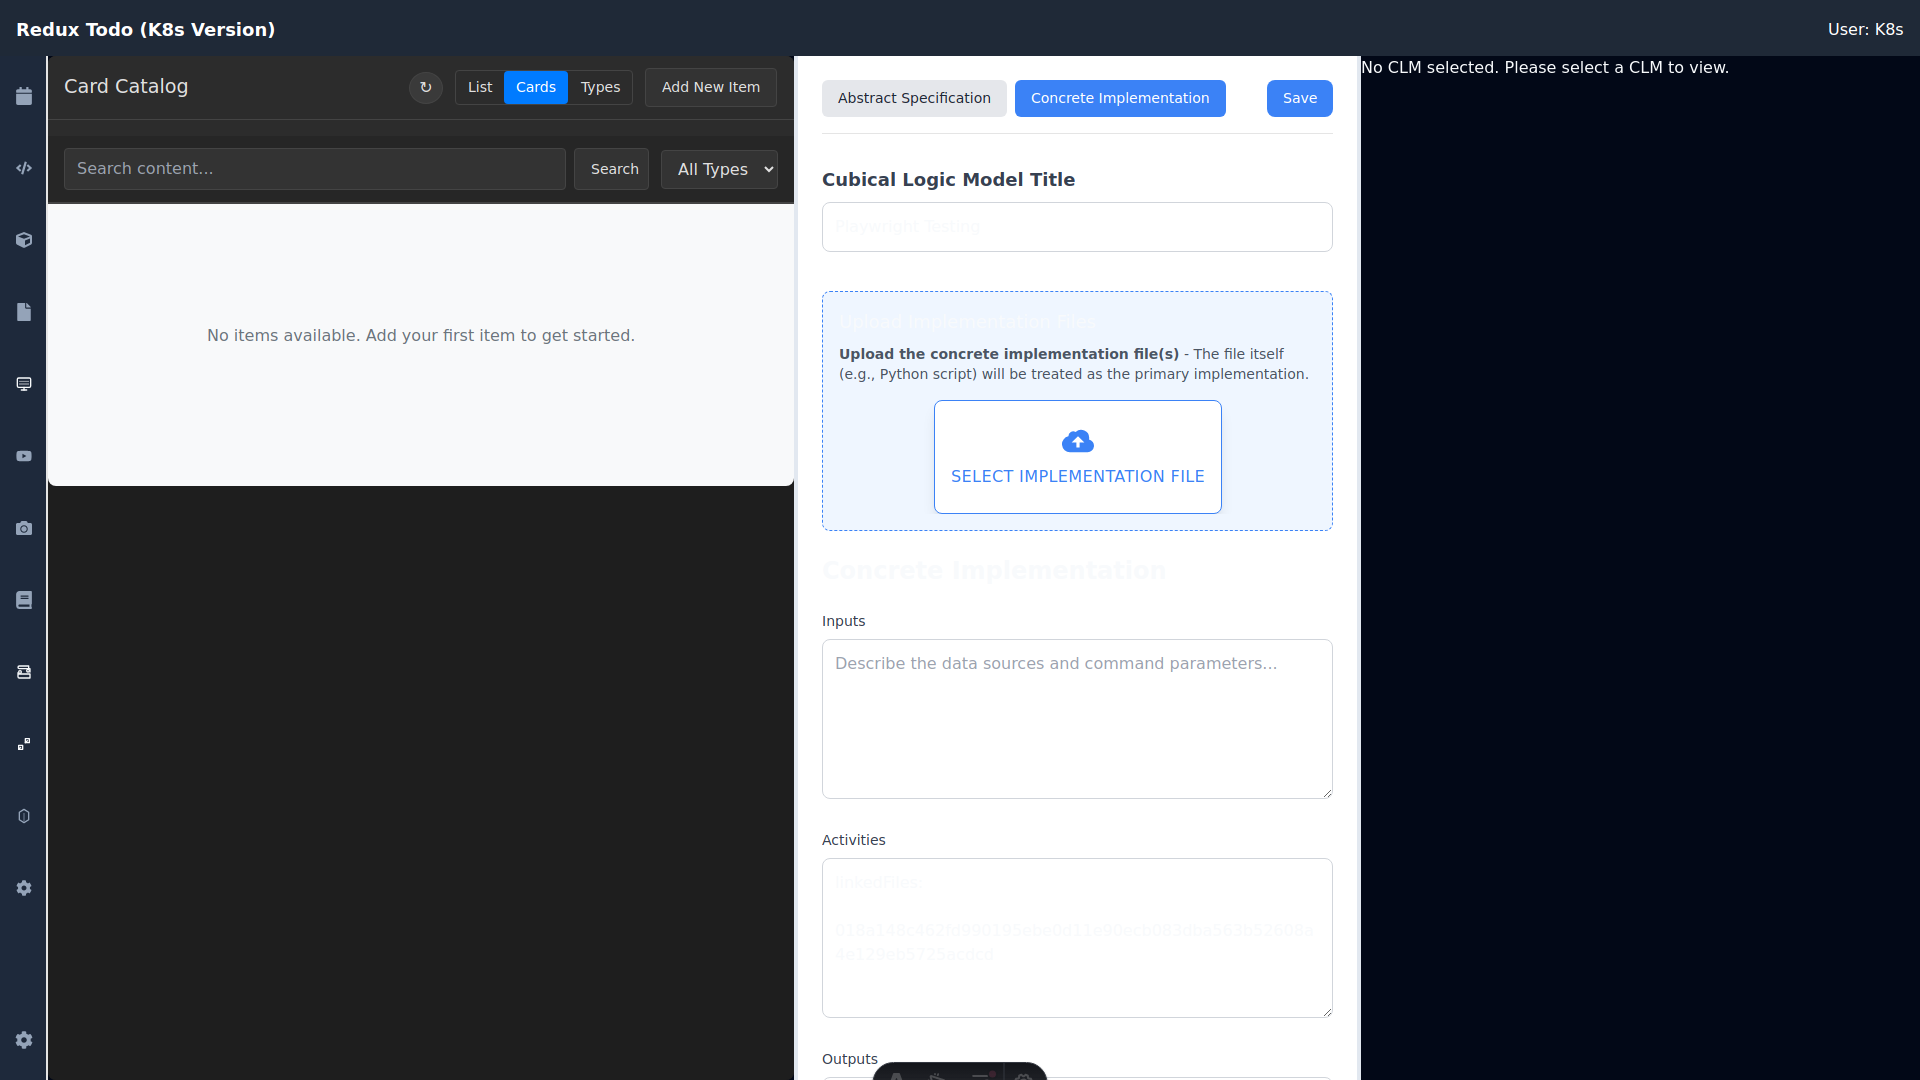 Redux Todo (K8s Version)
User: K8s
Card Catalog
↻
List
Cards
Types
Add New Item
Search content...
Search
All Types
No items available. Add your first item to get started.
Abstract Specification
Concrete Implementation
Save
Cubical Logic Model Title
Playwright Testing
Upload Implementation Files
Upload the concrete implementation file(s) - The file itself
(e.g., Python script) will be treated as the primary implementation.
SELECT IMPLEMENTATION FILE
Concrete Implementation
Inputs
Describe the data sources and command parameters...
Activities
linkedFiles:
Outputs
No CLM selected. Please select a CLM to view.